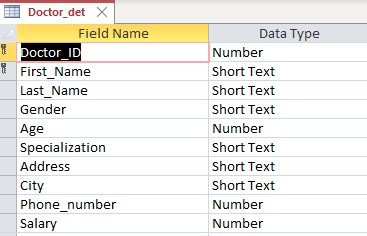 Doctor_det
Field Name Data Type
Doctor_ID Number
First_Name Short Text
Last_Name Short Text
Gender Short Text
Age Number
Specialization Short Text
Address Short Text
City Short Text
Phone_number Number
Salary Number